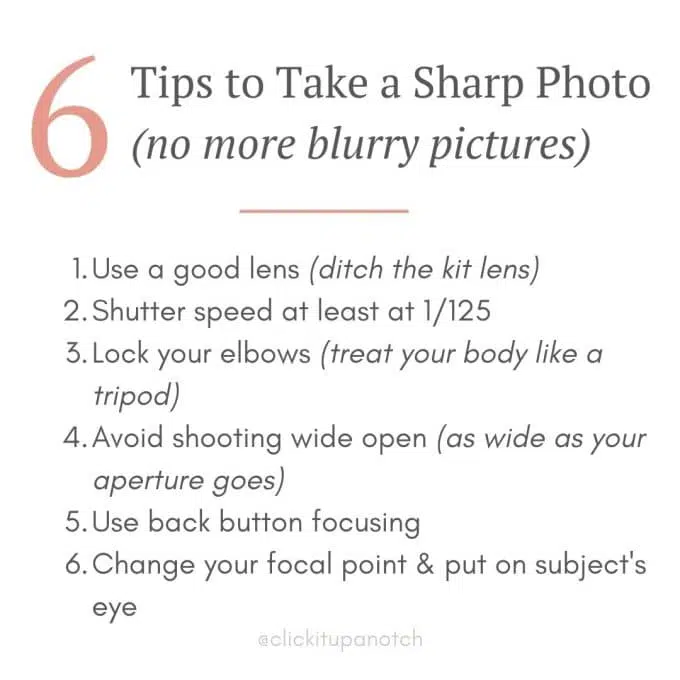 6
Tips to Take a Sharp Photo
(no more blurry pictures)
1. Use a good lens (ditch the kit lens)
2. Shutter speed at least at 1/125
3. Lock your elbows (treat your body like a
tripod)
4. Avoid shooting wide open (as wide as your
aperture goes)
5. Use back button focusing
6. Change your focal point & put on subject's
eye
@clickitupanotch